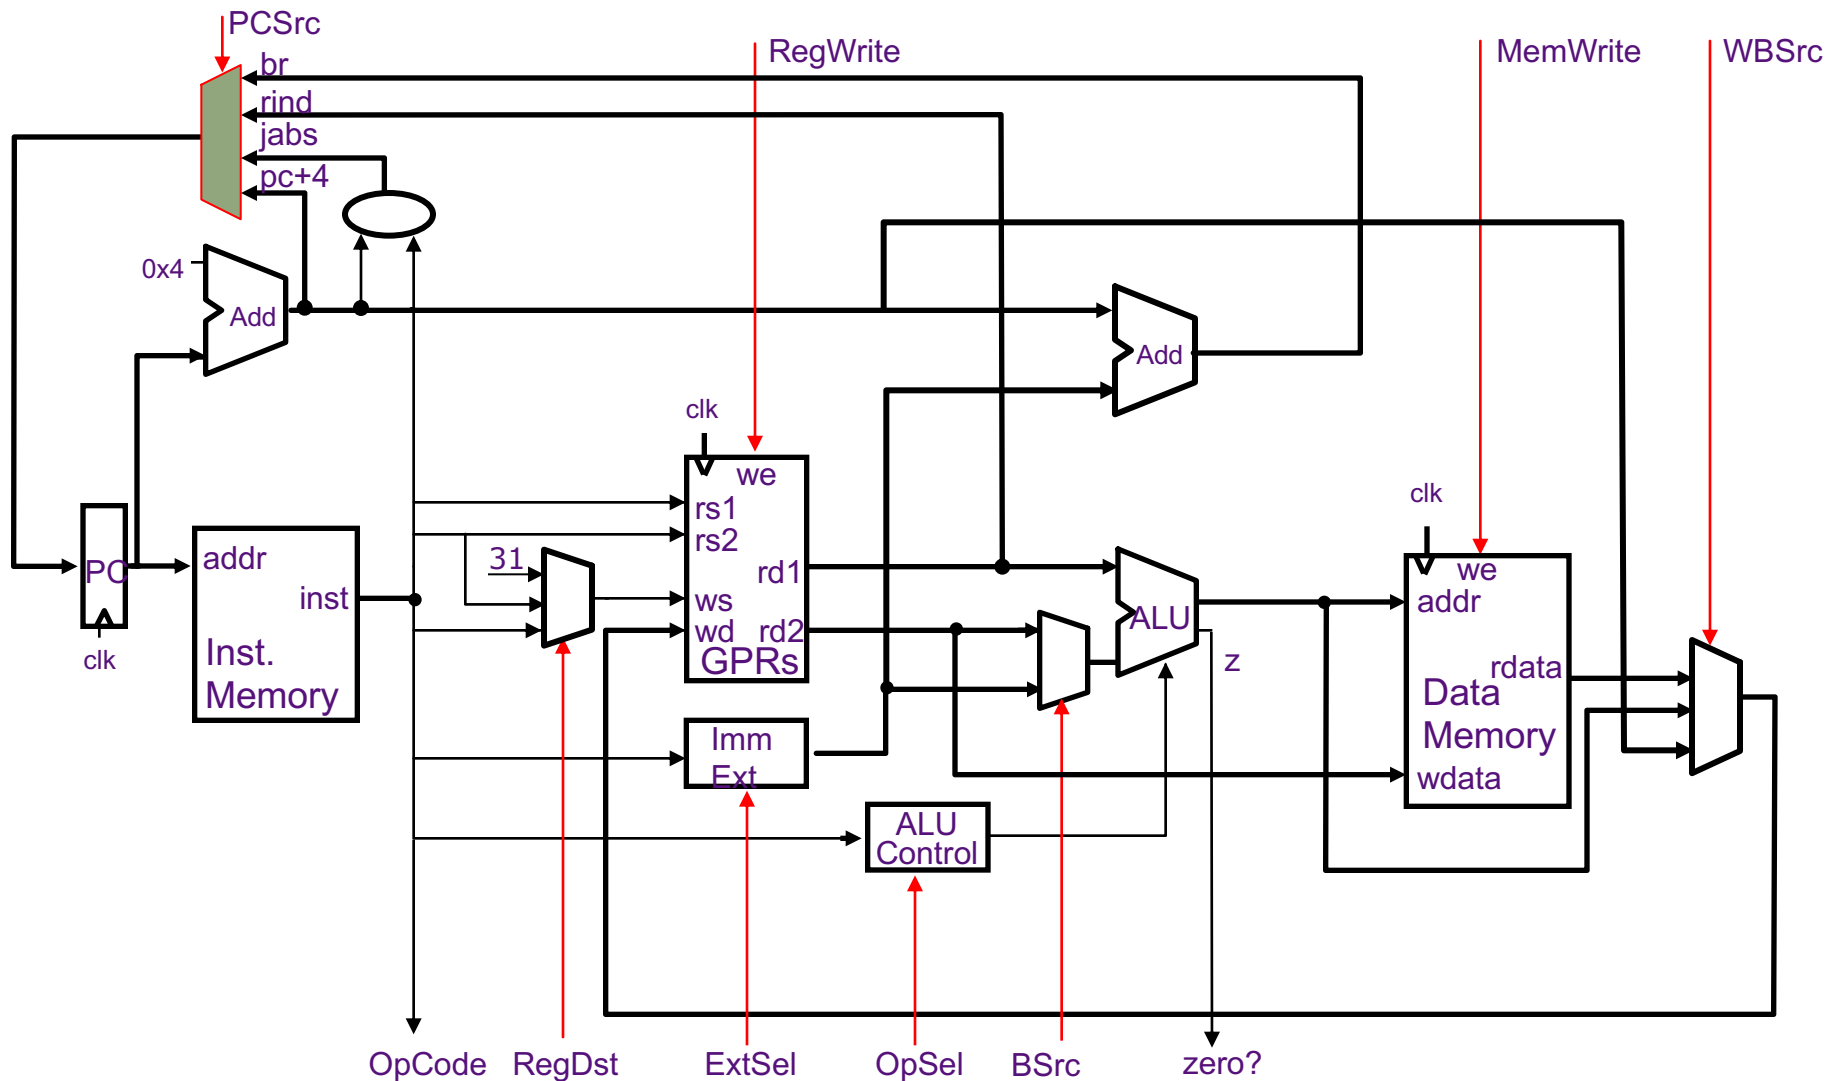 PCSrc
RegWrite
MemWrite
WBSrc
br
rind
jabs
pc+4
0x4
Add
Add
clk
we
rs1
rs2
31
rd1
ws
wd
rd2
GPRs
PC
clk
addr
inst
Inst.
Memory
ALU
z
clk
we
addr
rdata
Data
Memory
wdata
Imm
Ext
ALU
Control
OpCode
RegDst
ExtSel
OpSel
BSrc
zero?